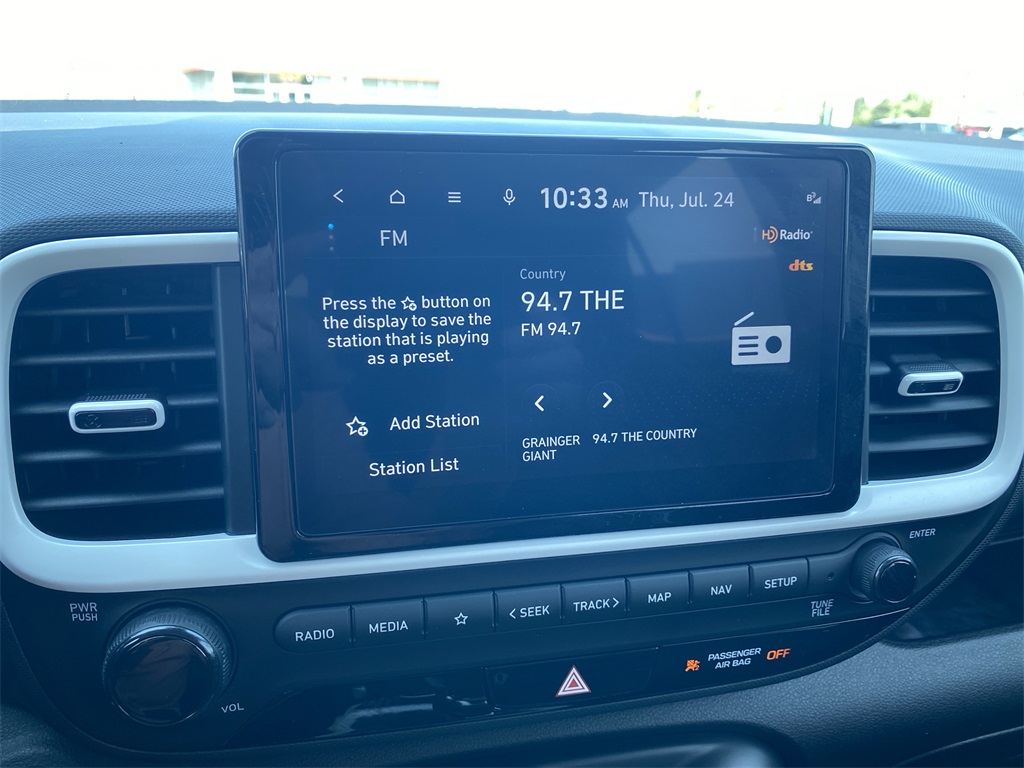 10:33 AM Thu, Jul. 24
FM
HD Radio
dts
Press the button on
the display to save the
station that is playing
as a preset.
Add Station
Station List
Country
94.7 THE
FM 94.7
GRAINGER
GIANT
94.7 THE COUNTRY
PWR
PUSH
VOL
RADIO
MEDIA
< SEEK
TRACK >
MAP
NAV
SETUP
ENTER
TUNE
FILE
PASSENGER
AIR BAG
OFF